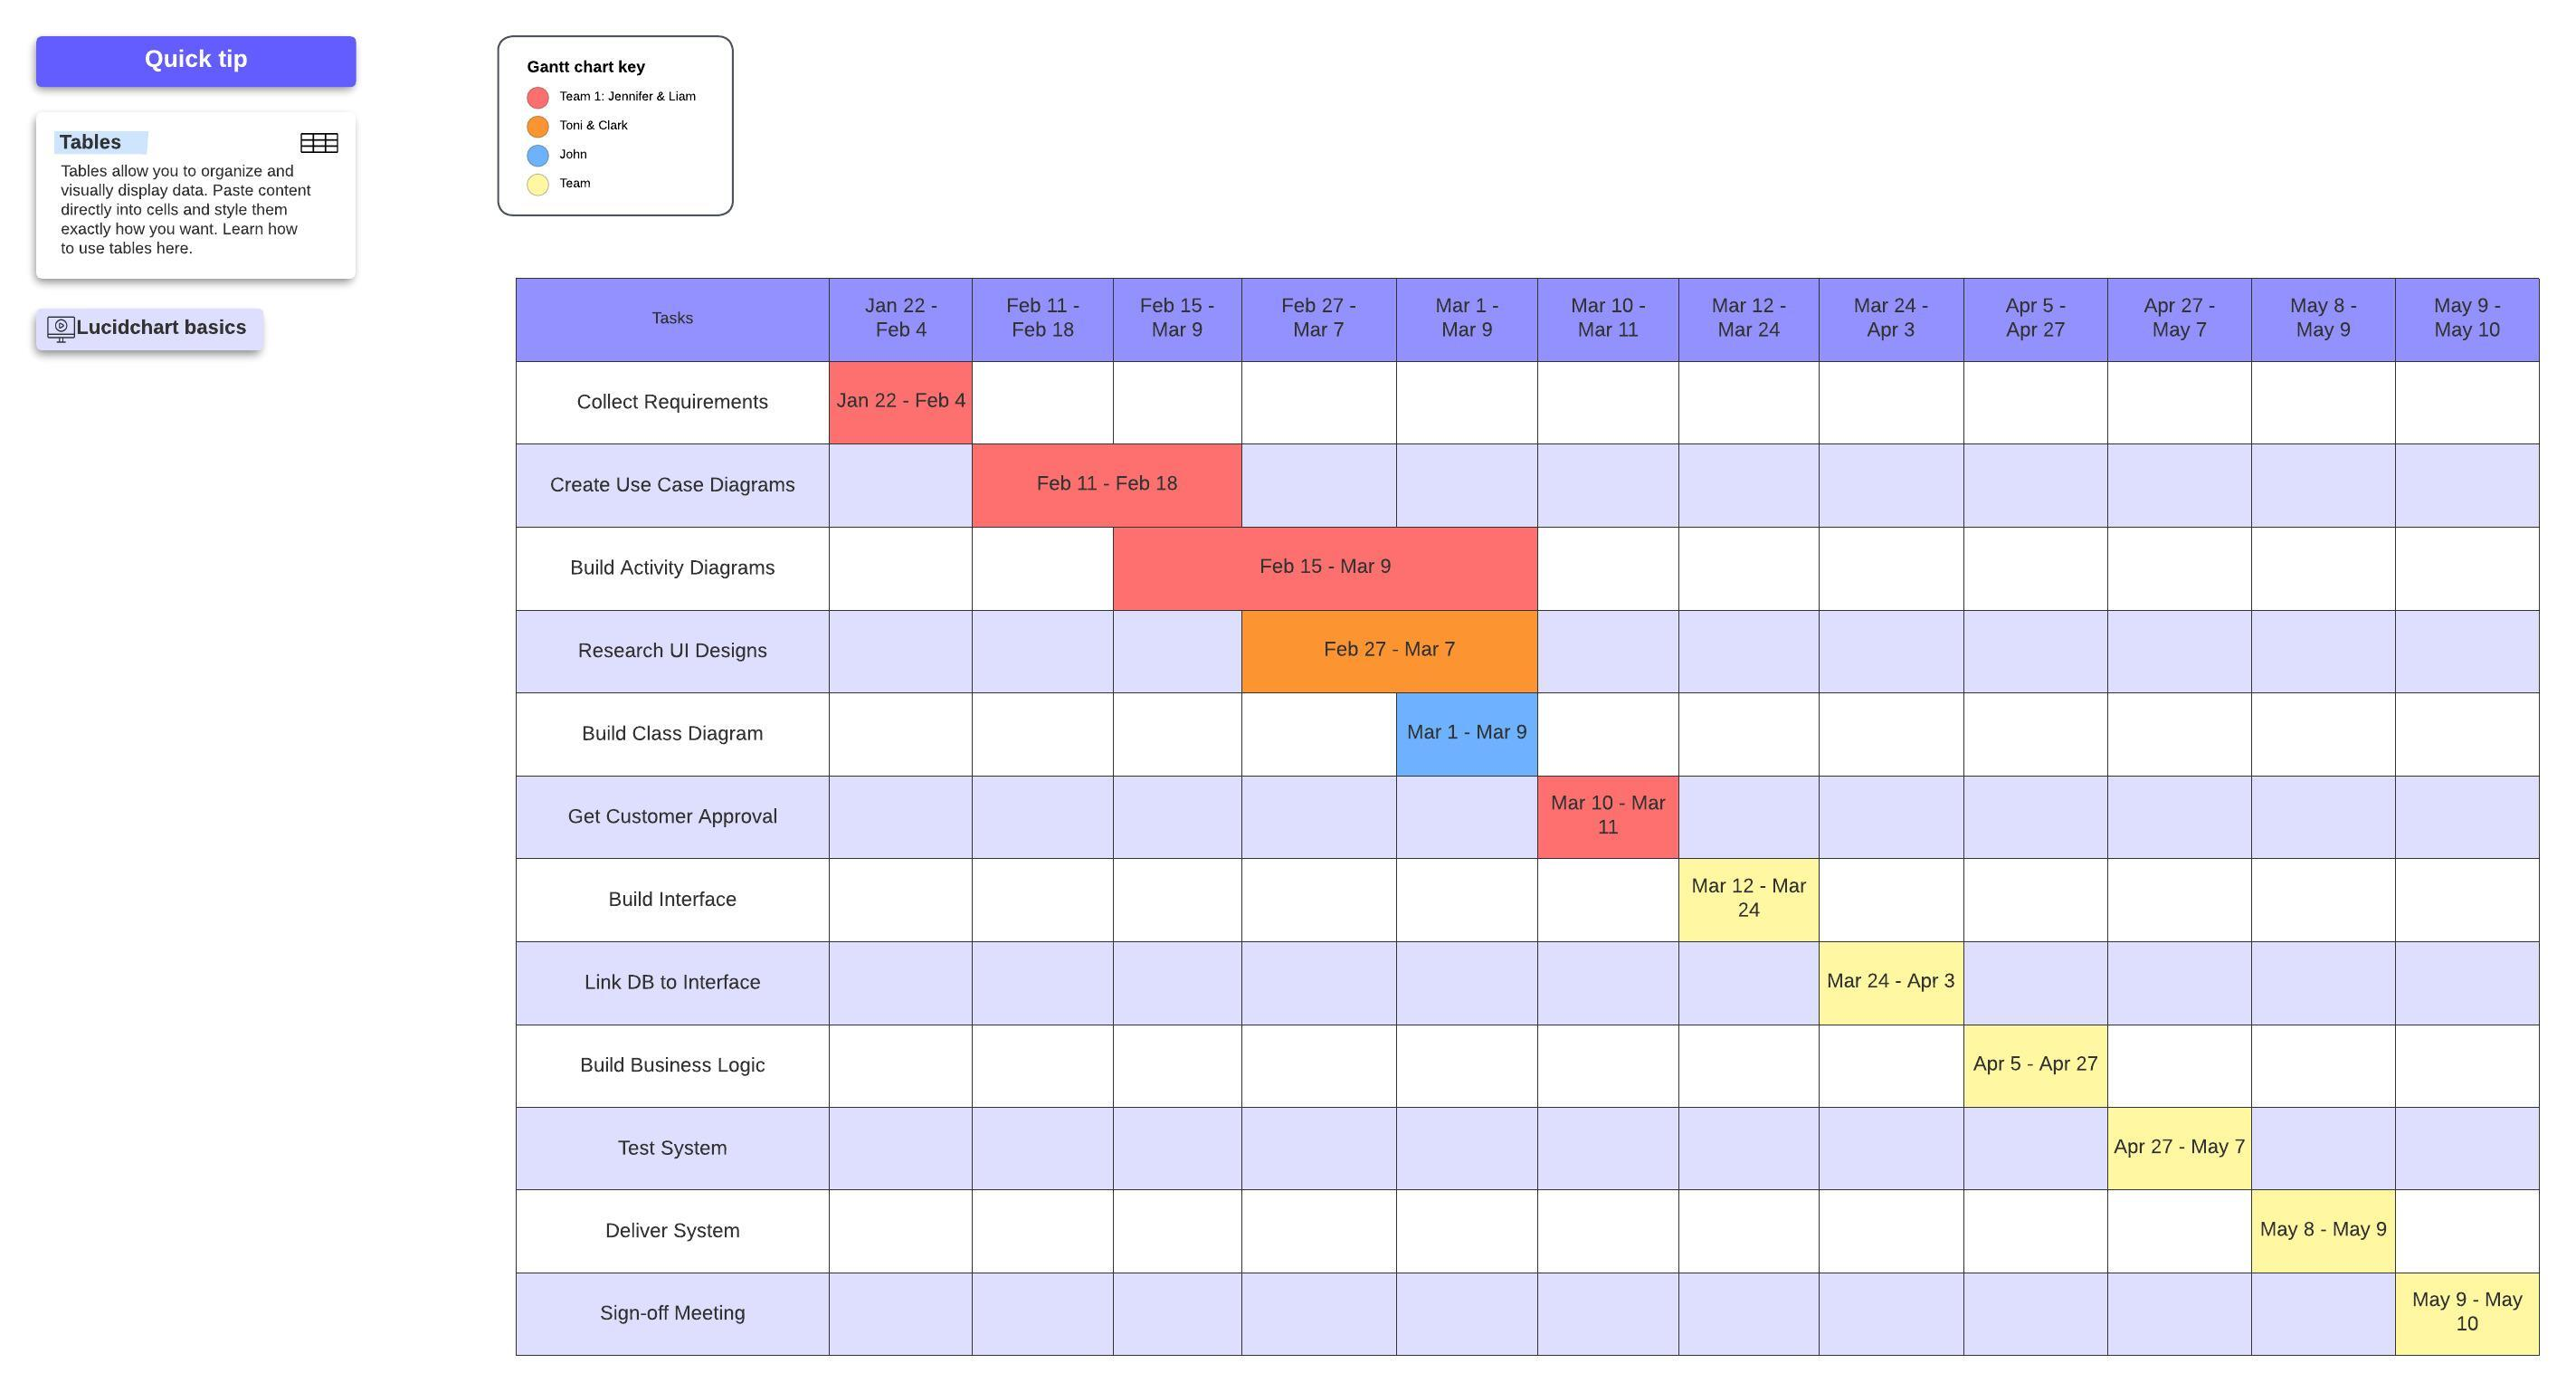 Quick tip
Tables
Tables allow you to organize and
visually display data. Paste content
directly into cells and style them
exactly how you want. Learn how
to use tables here.
Lucidchart basics
Gantt chart key
Team 1: Jennifer & Liam
Toni & Clark
John
Team
Tasks
Jan 22 -
Feb 4
Feb 11 -
Feb 18
Feb 15 -
Mar 9
Feb 27 -
Mar 7
Mar 1 -
Mar 9
Mar 10 -
Mar 11
Mar 12 -
Mar 24
Mar 24 -
Apr 3
Apr 5 -
Apr 27
Apr 27 -
May 7
May 8 -
May 9
May 9 -
May 10
Collect Requirements
Jan 22 - Feb 4
Create Use Case Diagrams
Feb 11 - Feb 18
Build Activity Diagrams
Feb 15 - Mar 9
Research UI Designs
Feb 27 - Mar 7
Build Class Diagram
Mar 1 - Mar 9
Get Customer Approval
Mar 10 - Mar
11
Build Interface
Mar 12 - Mar
24
Link DB to Interface
Mar 24 - Apr 3
Build Business Logic
Apr 5 - Apr 27
Test System
Apr 27 - May 7
Deliver System
May 8 - May 9
Sign-off Meeting
May 9 - May
10